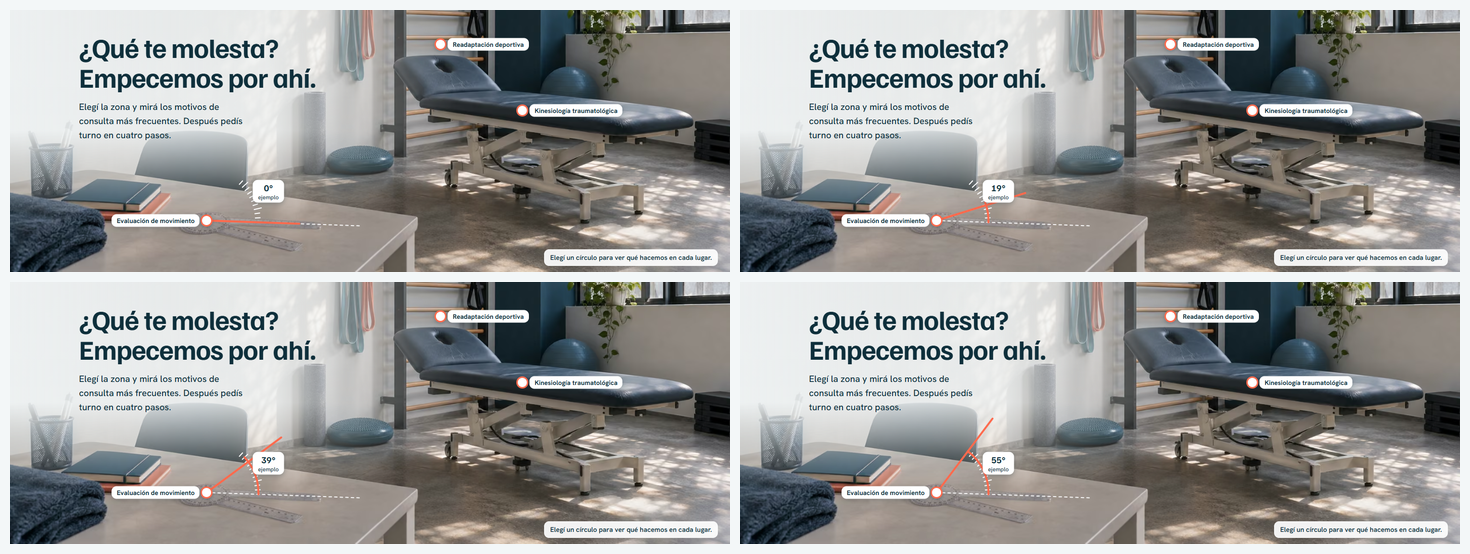 ¿Qué te molesta?
Empecemos por ahí.
Elegí la zona y mirá los motivos de
consulta más frecuentes. Después pedís
turno en cuatro pasos.
Readaptación deportiva
Kinesiología traumatológica
0°
ejemplo
Evaluación de movimiento
Elegí un círculo para ver qué hacemos en cada lugar.
¿Qué te molesta?
Empecemos por ahí.
Elegí la zona y mirá los motivos de
consulta más frecuentes. Después pedís
turno en cuatro pasos.
Readaptación deportiva
Kinesiología traumatológica
19°
ejemplo
Evaluación de movimiento
Elegí un círculo para ver qué hacemos en cada lugar.
¿Qué te molesta?
Empecemos por ahí.
Elegí la zona y mirá los motivos de
consulta más frecuentes. Después pedís
turno en cuatro pasos.
Readaptación deportiva
Kinesiología traumatológica
39°
ejemplo
Evaluación de movimiento
Elegí un círculo para ver qué hacemos en cada lugar.
¿Qué te molesta?
Empecemos por ahí.
Elegí la zona y mirá los motivos de
consulta más frecuentes. Después pedís
turno en cuatro pasos.
Readaptación deportiva
Kinesiología traumatológica
55°
ejemplo
Evaluación de movimiento
Elegí un círculo para ver qué hacemos en cada lugar.